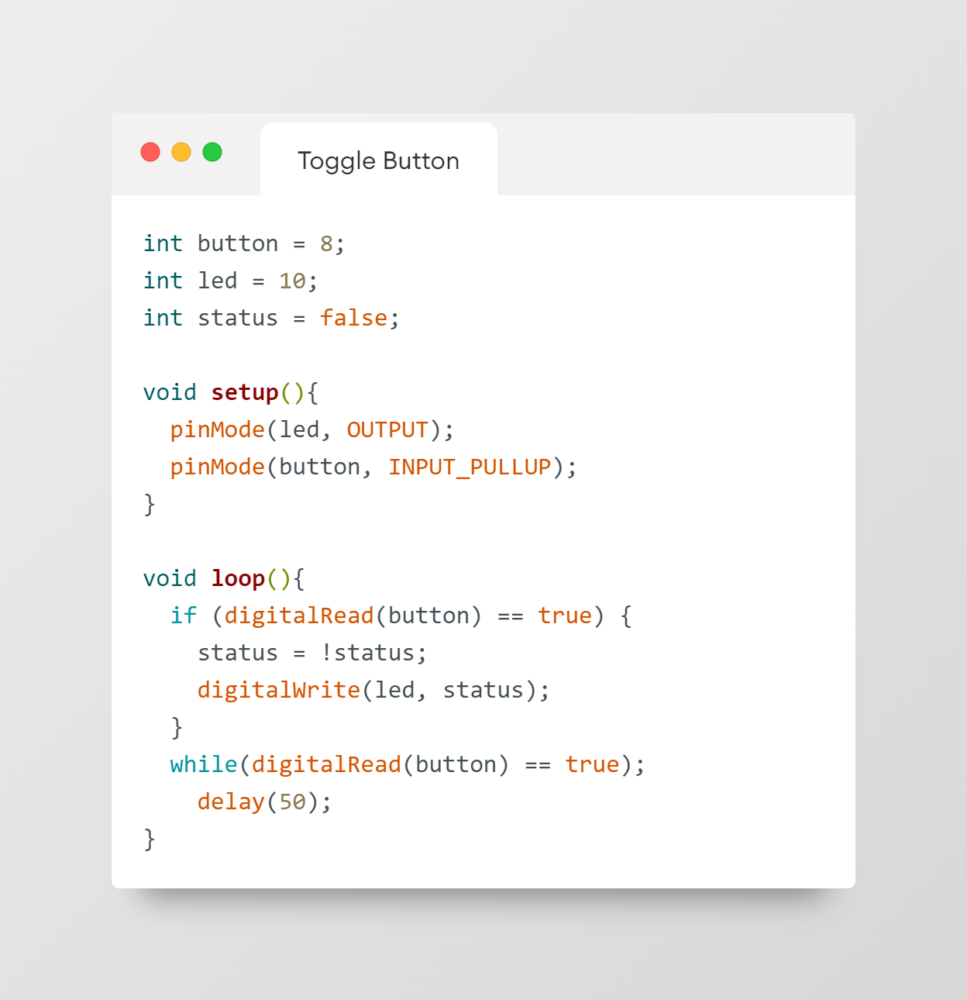 Toggle Button
int button = 8;
int led = 10;
int status = false;
void setup(){
  pinMode(led, OUTPUT);
  pinMode(button, INPUT_PULLUP);
}
void loop(){
  if (digitalRead(button) == true) {
    status = !status;
    digitalWrite(led, status);
  }
  while(digitalRead(button) == true);
    delay(50);
}